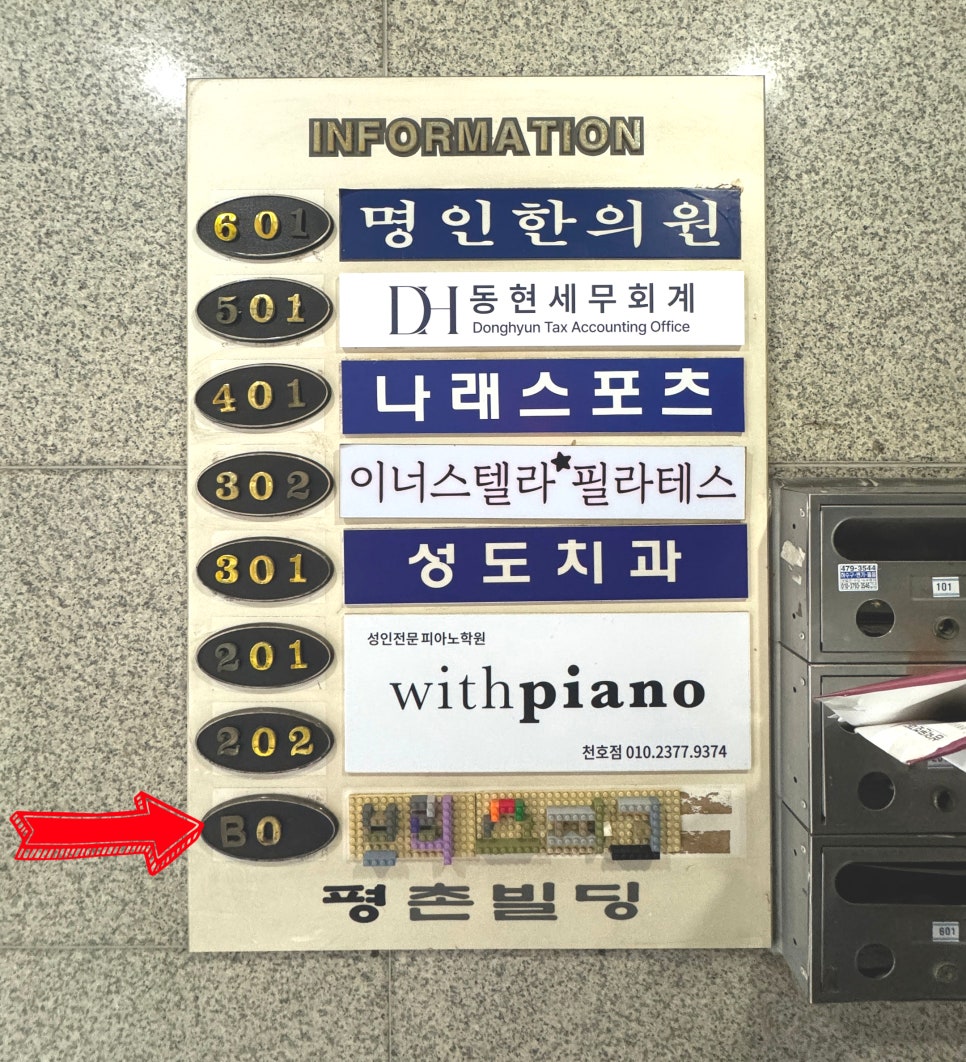 INFORMATION
601 명인한의원
501 DH 동현세무회계
Donghyun Tax Accounting Office
401 나래스포츠
302 이너스텔라★필라테스
301 성도치과
성인전문 피아노학원
201 withpiano
202 천호점 010.2377.9374
B0
평촌빌딩
479-3544
101
601